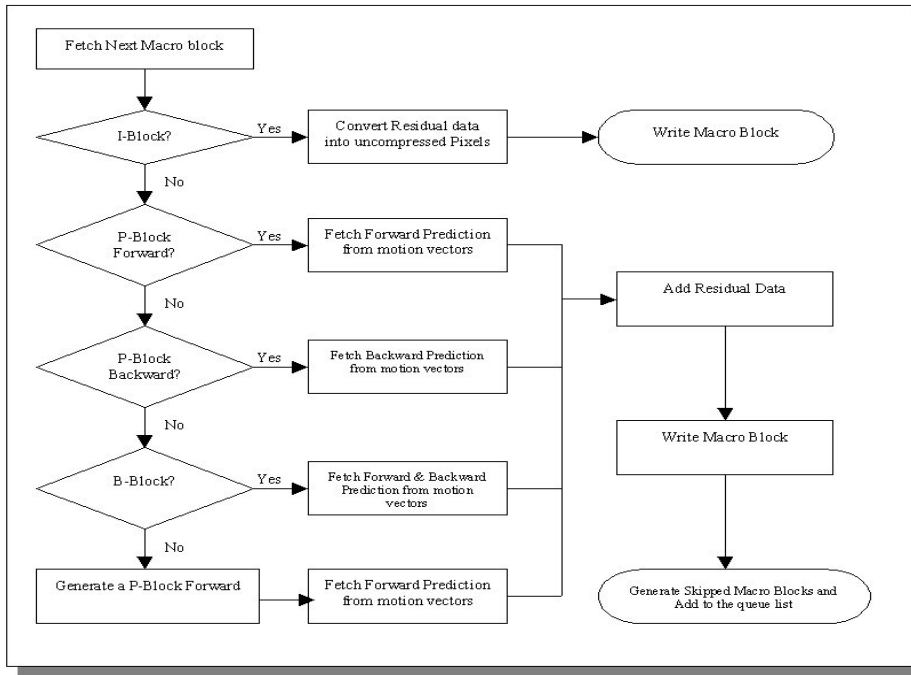 Fetch Next Macro block
I-Block?
Yes
Convert Residual data
into uncompressed Pixels
Write Macro Block
No
P-Block
Forward?
Yes
Fetch Forward Prediction
from motion vectors
Add Residual Data
No
P-Block
Backward?
Yes
Fetch Backward Prediction
from motion vectors
No
Write Macro Block
B-Block?
Yes
Fetch Forward & Backward
Prediction from motion
vectors
No
Generate a P-Block Forward
Fetch Forward Prediction
from motion vectors
Generate Skipped Macro Blocks and
Add to the queue list